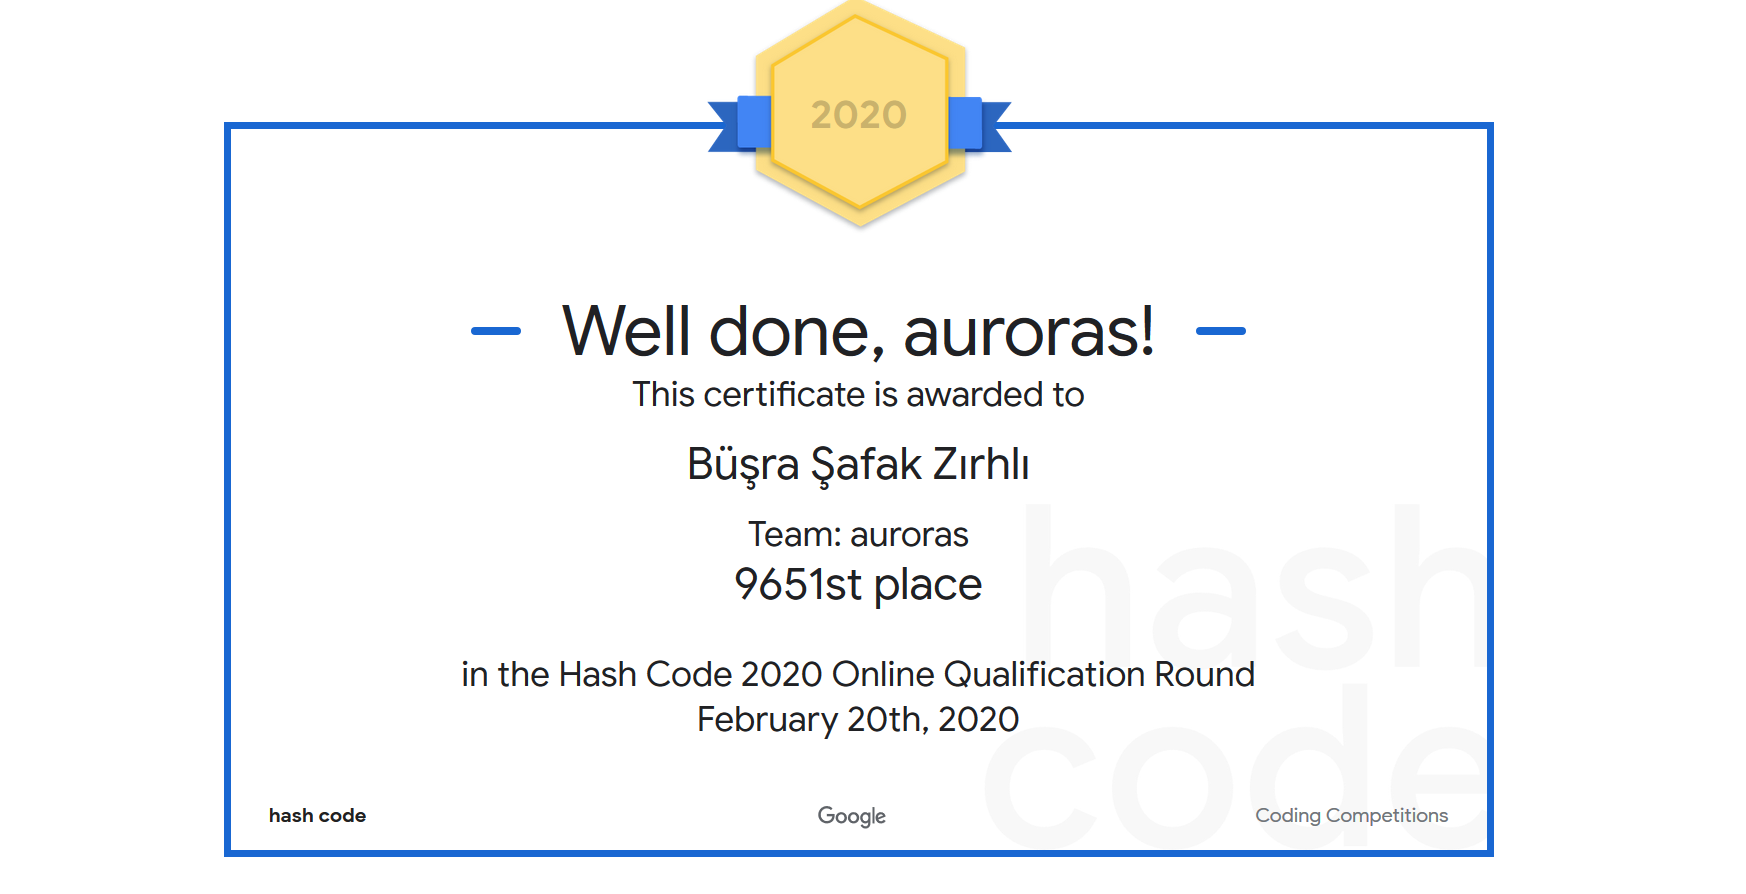 2020
Well done, auroras!
This certificate is awarded to
Büşra Şafak Zırhlı
Team: auroras
9651st place
in the Hash Code 2020 Online Qualification Round
February 20th, 2020
hash
code
hash code
Google
Coding Competitions